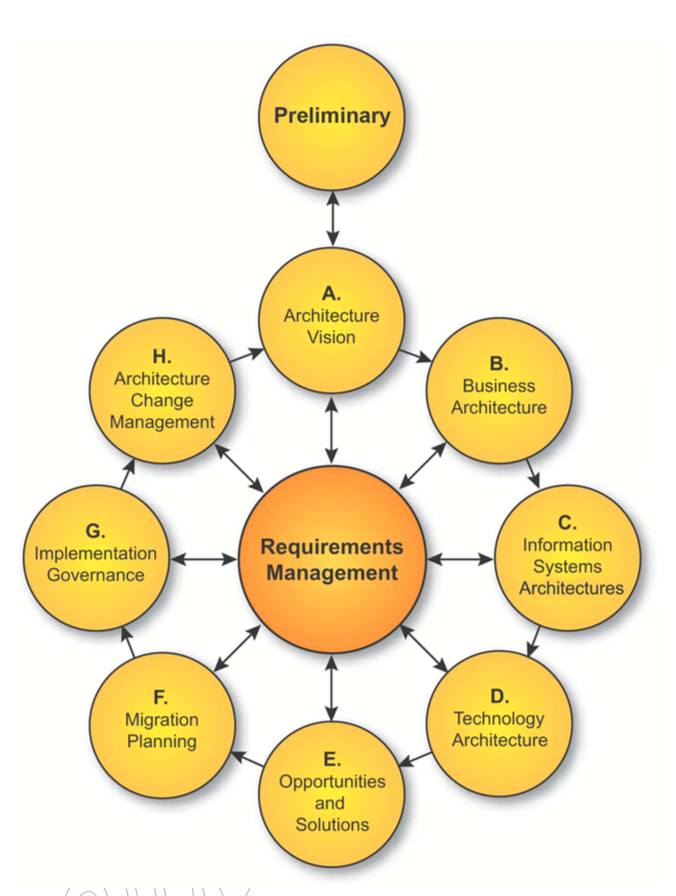 Preliminary
A.
Architecture
Vision
B.
Business
Architecture
C.
Information
Systems
Architectures
D.
Technology
Architecture
E.
Opportunities
and
Solutions
F.
Migration
Planning
G.
Implementation
Governance
H.
Architecture
Change
Management
Requirements
Management